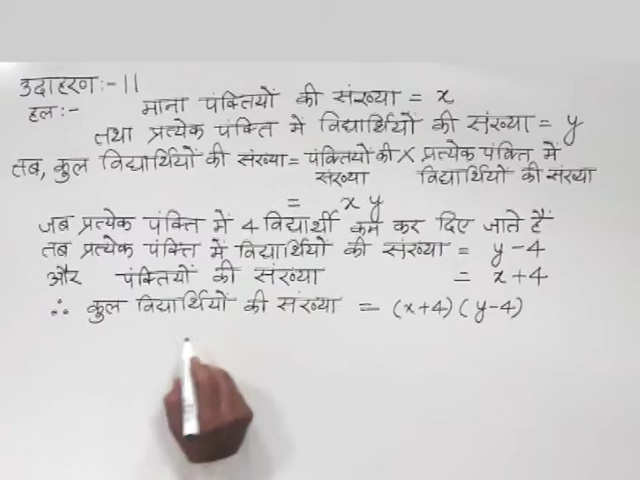 उदाहरण:- 11
हल:- माना पंक्तियों की संख्या = x
तथा प्रत्येक पंक्ति में विद्यार्थियों की संख्या = y
तब, कुल विद्यार्थियों की संख्या = पंक्तियों की × प्रत्येक पंक्ति में
संख्या विद्यार्थियों की संख्या
= x y
जब प्रत्येक पंक्ति में 4 विद्यार्थी कम कर दिए जाते हैं
तब प्रत्येक पंक्ति में विद्यार्थियों की संख्या = y-4
और पंक्तियों की संख्या = x+4
∴ कुल विद्यार्थियों की संख्या = (x+4) (y-4)